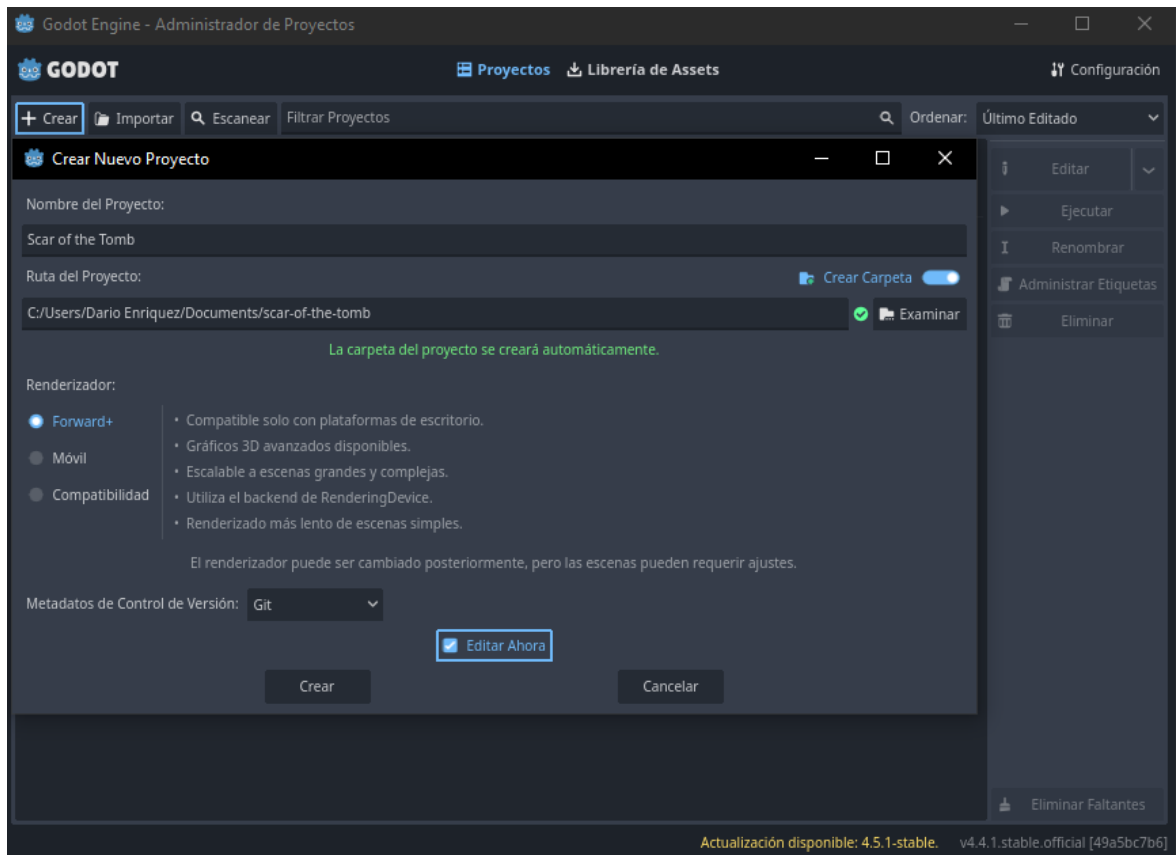 Godot Engine - Administrador de Proyectos
GODOT
Proyectos
Librería de Assets
Configuración
Crear
Importar
Escanear
Filtrar Proyectos
Ordenar:
Último Editado
Crear Nuevo Proyecto
Editar
Ejecutar
Renombrar
Administrar Etiquetas
Eliminar
Nombre del Proyecto:
Scar of the Tomb
Ruta del Proyecto:
Crear Carpeta
C:/Users/Dario Enriquez/Documents/scar-of-the-tomb
Examinar
La carpeta del proyecto se creará automáticamente.
Renderizador:
Forward+
Móvil
Compatibilidad
• Compatible solo con plataformas de escritorio.
• Gráficos 3D avanzados disponibles.
• Escalable a escenas grandes y complejas.
• Utiliza el backend de RenderingDevice.
• Renderizado más lento de escenas simples.
El renderizador puede ser cambiado posteriormente, pero las escenas pueden requerir ajustes.
Metadatos de Control de Versión:
Git
Editar Ahora
Crear
Cancelar
Eliminar Faltantes
Actualización disponible: 4.5.1-stable.
v4.4.1.stable.official [49a5bc7b6]